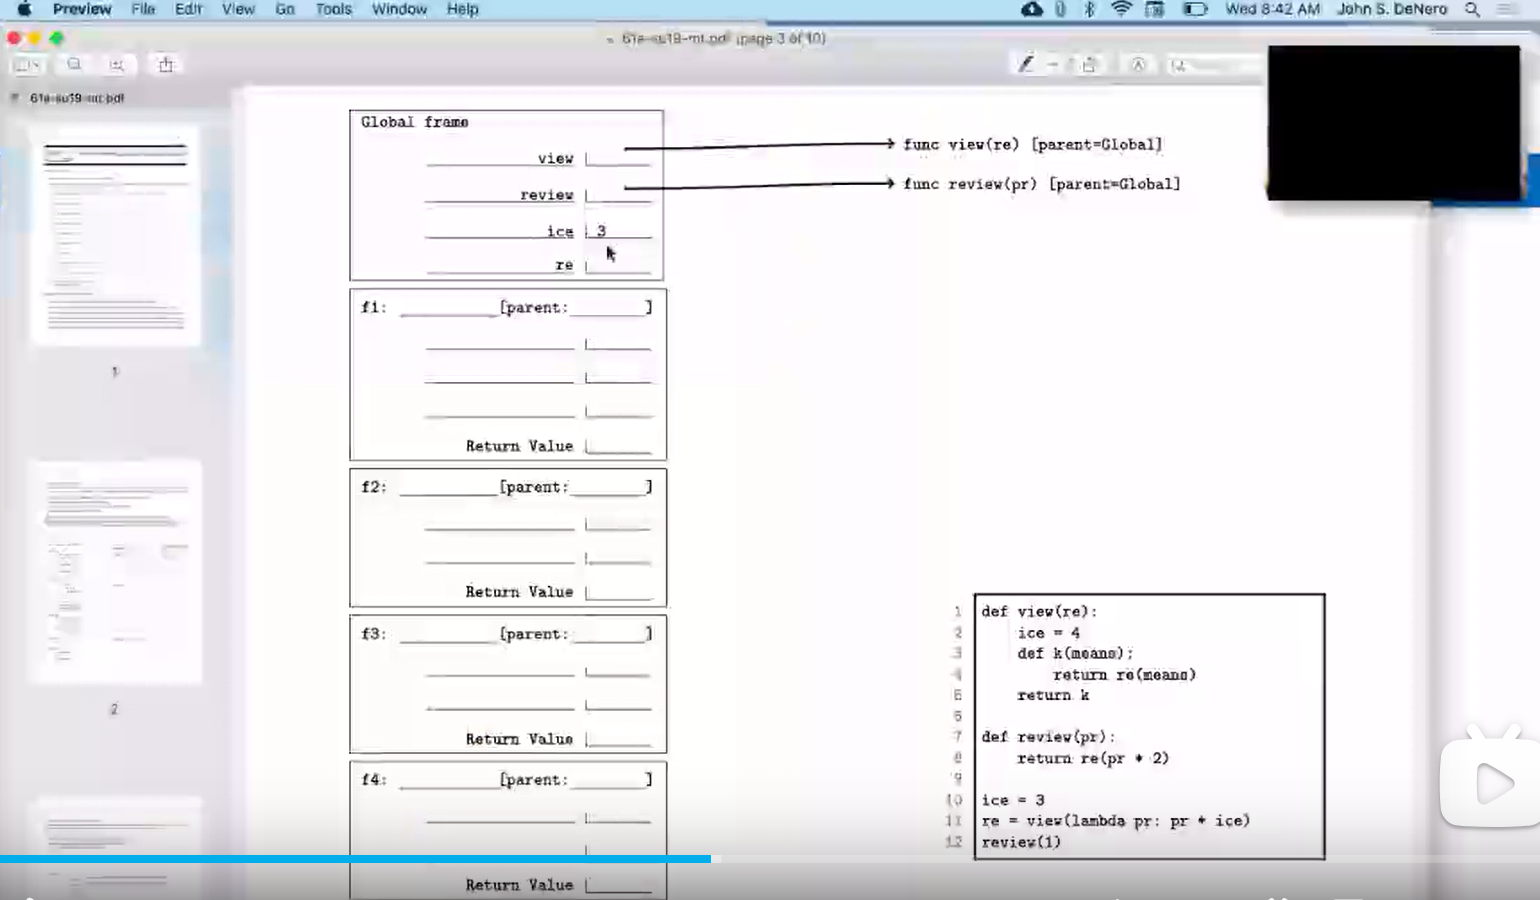 Preview File Edit View Go Tools Window Help Wed 8:42 AM John S. DeNero
61a-su19-mt.pdf (page 3 of 10)
61a-su19-mt.pdf
1
2
Global frame
view
review
ice 3
re
func view(re) [parent=Global]
func review(pr) [parent=Global]
f1: [parent: ]
Return Value
f2: [parent: ]
Return Value
f3: [parent: ]
Return Value
f4: [parent: ]
Return Value
1 def view(re):
2 ice = 4
3 def k(means):
4 return re(means)
5 return k
6
7 def review(pr):
8 return re(pr * 2)
9
10 ice = 3
11 re = view(lambda pr: pr * ice)
12 review(1)